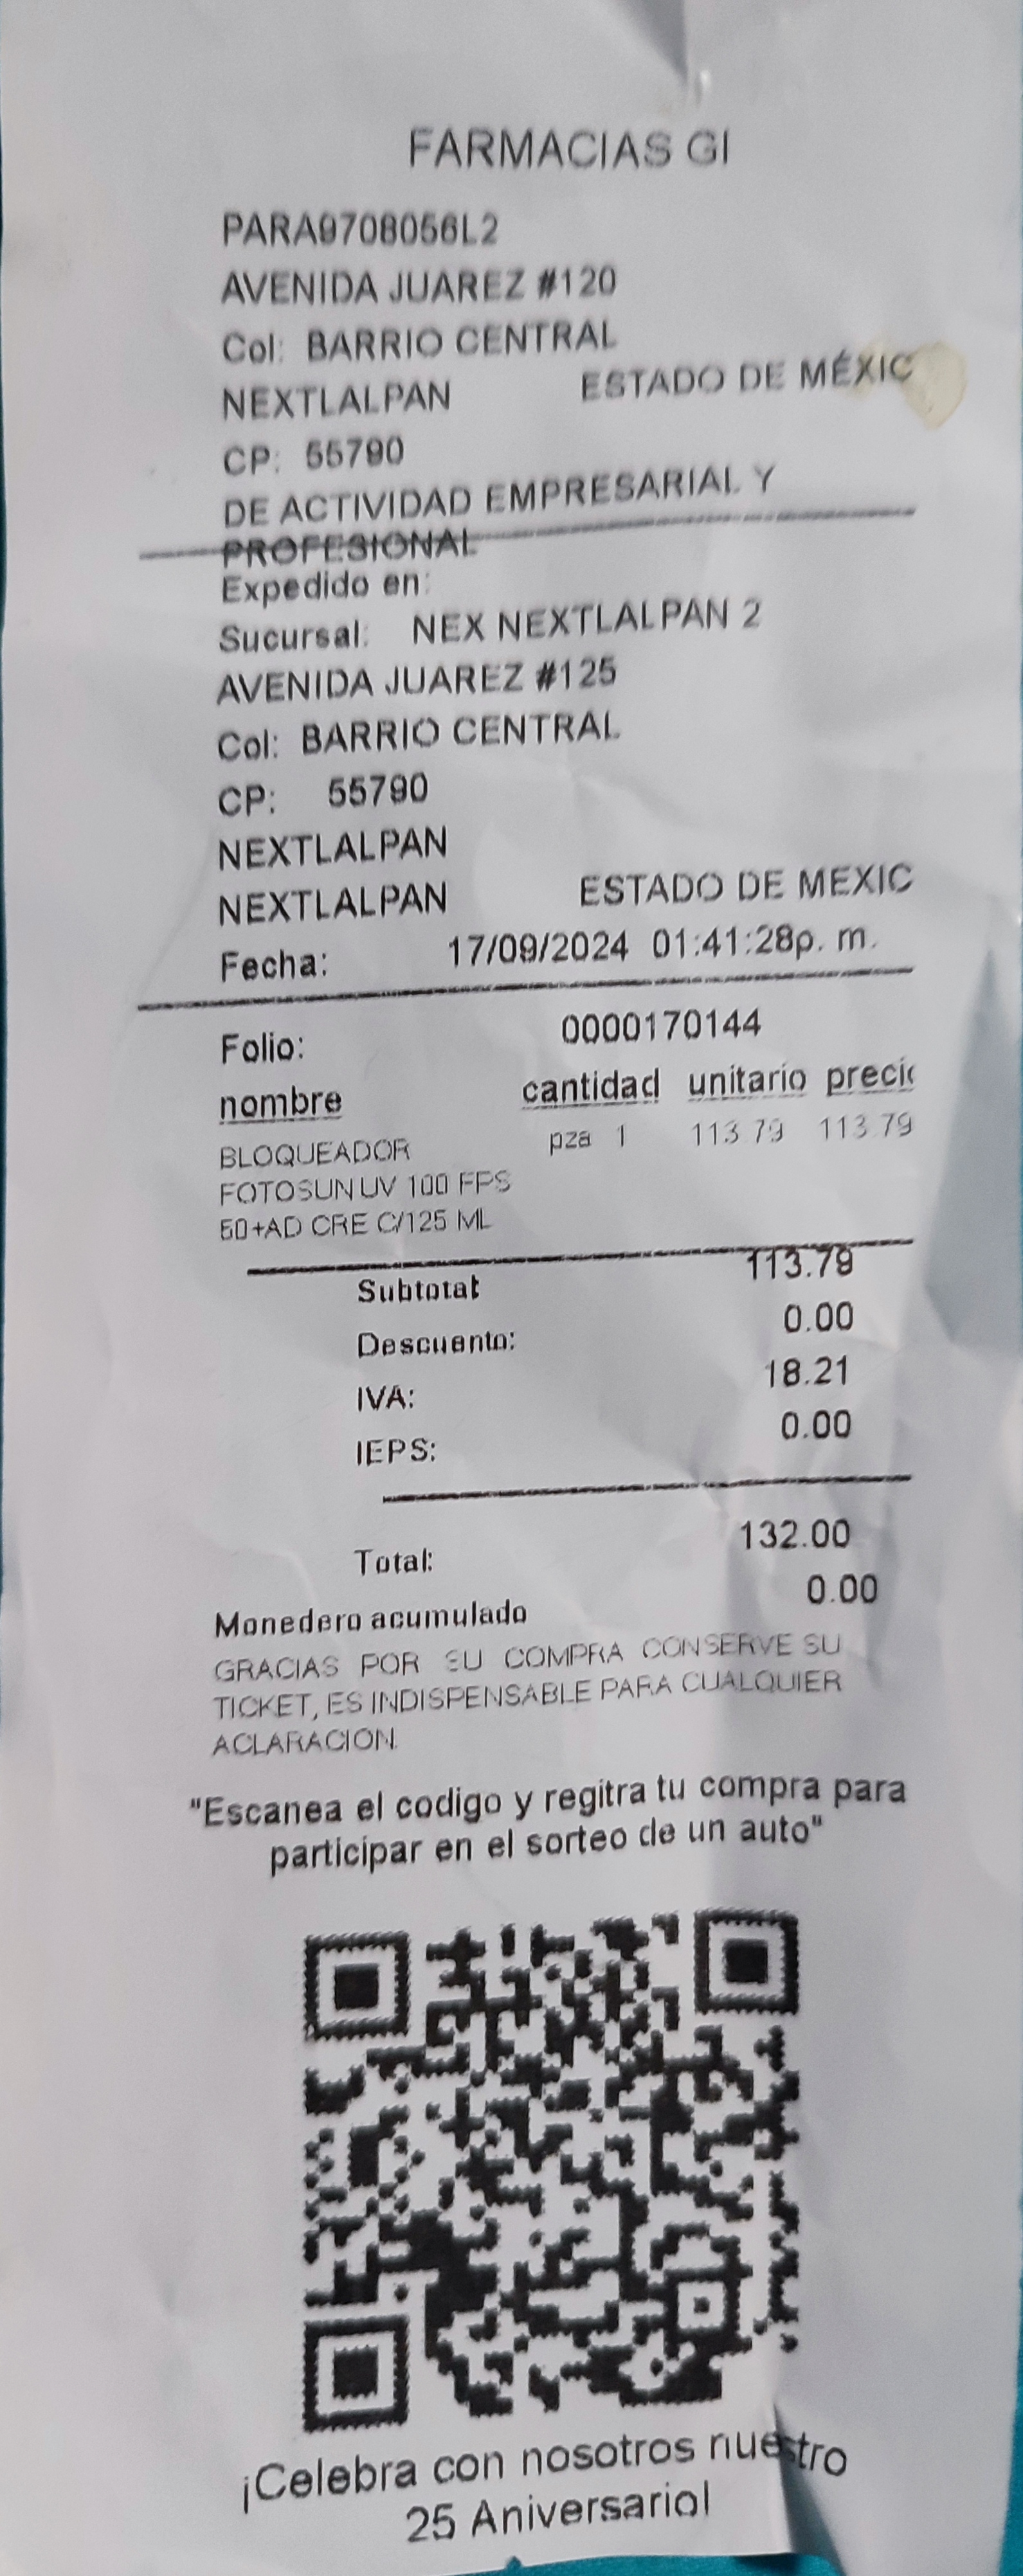 FARMACIAS GI
PARA9708056L2
AVENIDA JUAREZ #120
Col: BARRIO CENTRAL
NEXTLALPAN ESTADO DE MÉXIC
CP: 55790
DE ACTIVIDAD EMPRESARIAL Y
PROFESIONAL
Expedido en:
Sucursal: NEX NEXTLALPAN 2
AVENIDA JUAREZ #125
Col: BARRIO CENTRAL
CP: 55790
NEXTLALPAN
NEXTLALPAN ESTADO DE MEXIC
Fecha: 17/09/2024 01:41:28p. m.
Folio: 0000170144
nombre cantidad unitario precio
BLOQUEADOR pza 1 113.79 113.79
FOTOSUN UV 100 FPS
50+AD CRE C/125 ML
Subtotal 113.79
Descuento: 0.00
IVA: 18.21
IEPS: 0.00
Total: 132.00
Monedero acumulado 0.00
GRACIAS POR SU COMPRA CONSERVE SU
TICKET, ES INDISPENSABLE PARA CUALQUIER
ACLARACION.
"Escanea el codigo y regitra tu compra para
participar en el sorteo de un auto"
¡Celebra con nosotros nuestro
25 Aniversario!